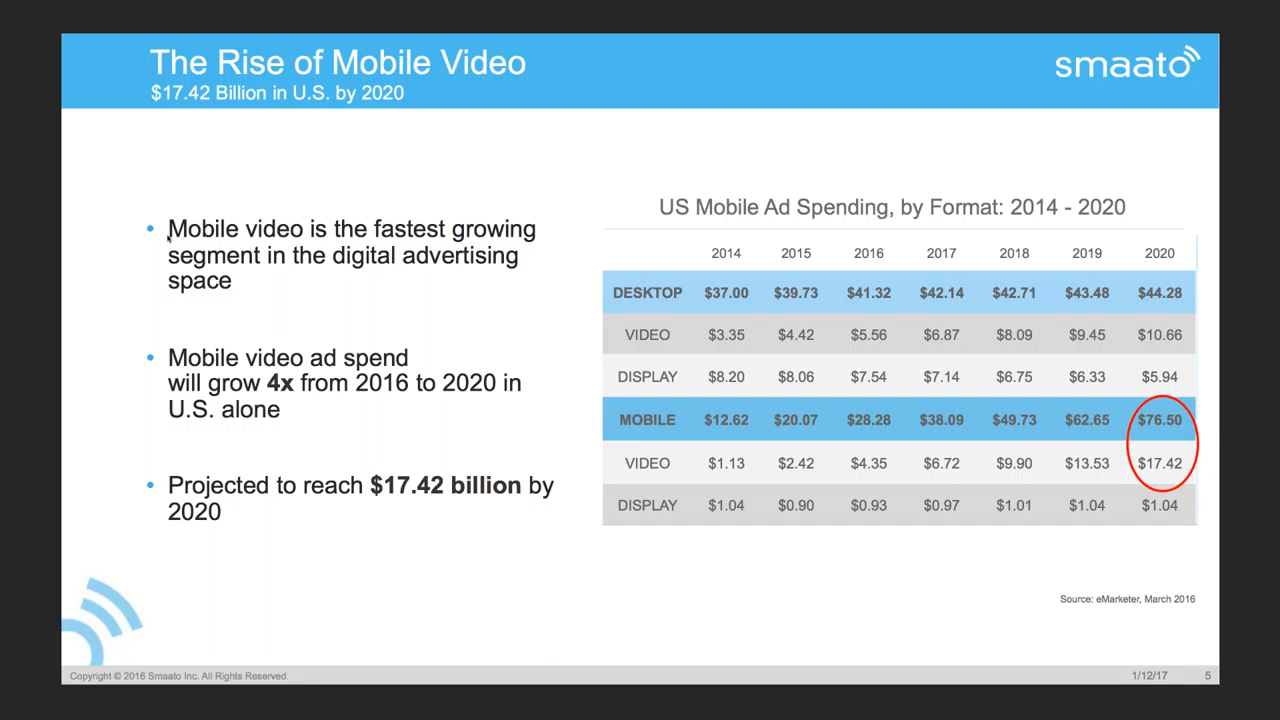 The Rise of Mobile Video
$17.42 Billion in U.S. by 2020
smaato
• Mobile video is the fastest growing
segment in the digital advertising
space
• Mobile video ad spend
will grow 4x from 2016 to 2020 in
U.S. alone
• Projected to reach $17.42 billion by
2020
US Mobile Ad Spending, by Format: 2014 - 2020
2014 2015 2016 2017 2018 2019 2020
DESKTOP $37.00 $39.73 $41.32 $42.14 $42.71 $43.48 $44.28
VIDEO $3.35 $4.42 $5.56 $6.87 $8.09 $9.45 $10.66
DISPLAY $8.20 $8.06 $7.54 $7.14 $6.75 $6.33 $5.94
MOBILE $12.62 $20.07 $28.28 $38.09 $49.73 $62.65 $76.50
VIDEO $1.13 $2.42 $4.35 $6.72 $9.90 $13.53 $17.42
DISPLAY $1.04 $0.90 $0.93 $0.97 $1.01 $1.04 $1.04
Source: eMarketer, March 2016
Copyright © 2016 Smaato Inc. All Rights Reserved.
1/12/17 5